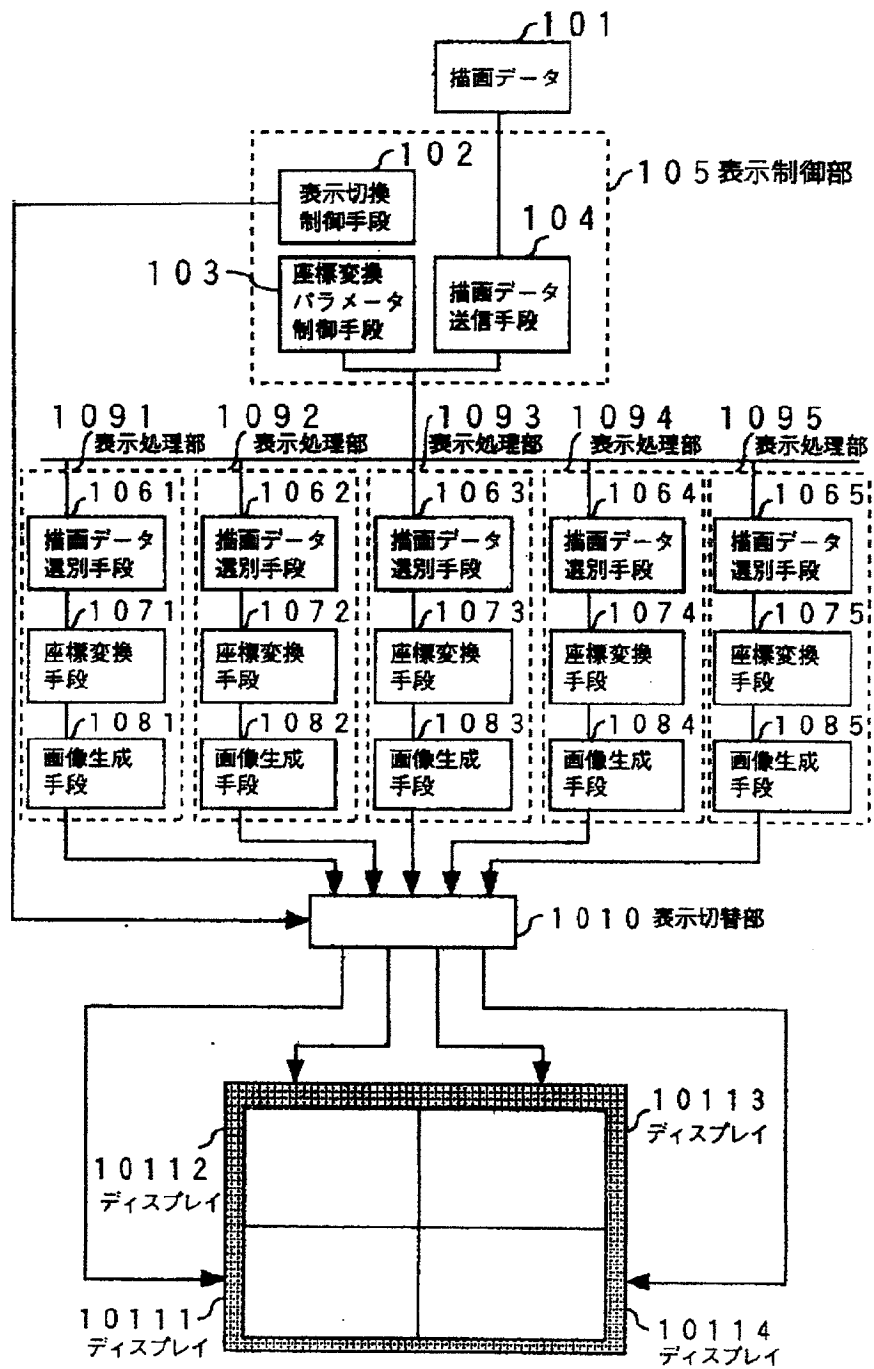 101
描画データ
102
表示切換
制御手段
105表示制御部
104
103
座標変換
パラメータ
制御手段
描画データ
送信手段
1091
表示処理部
1092
表示処理部
1093
表示処理部
1094
表示処理部
1095
表示処理部
1061
描画データ
選別手段
1062
描画データ
選別手段
1063
描画データ
選別手段
1064
描画データ
選別手段
1065
描画データ
選別手段
1071
座標変換
手段
1072
座標変換
手段
1073
座標変換
手段
1074
座標変換
手段
1075
座標変換
手段
1081
画像生成
手段
1082
画像生成
手段
1083
画像生成
手段
1084
画像生成
手段
1085
画像生成
手段
1010表示切替部
10112
ディスプレイ
10113
ディスプレイ
10111
ディスプレイ
10114
ディスプレイ